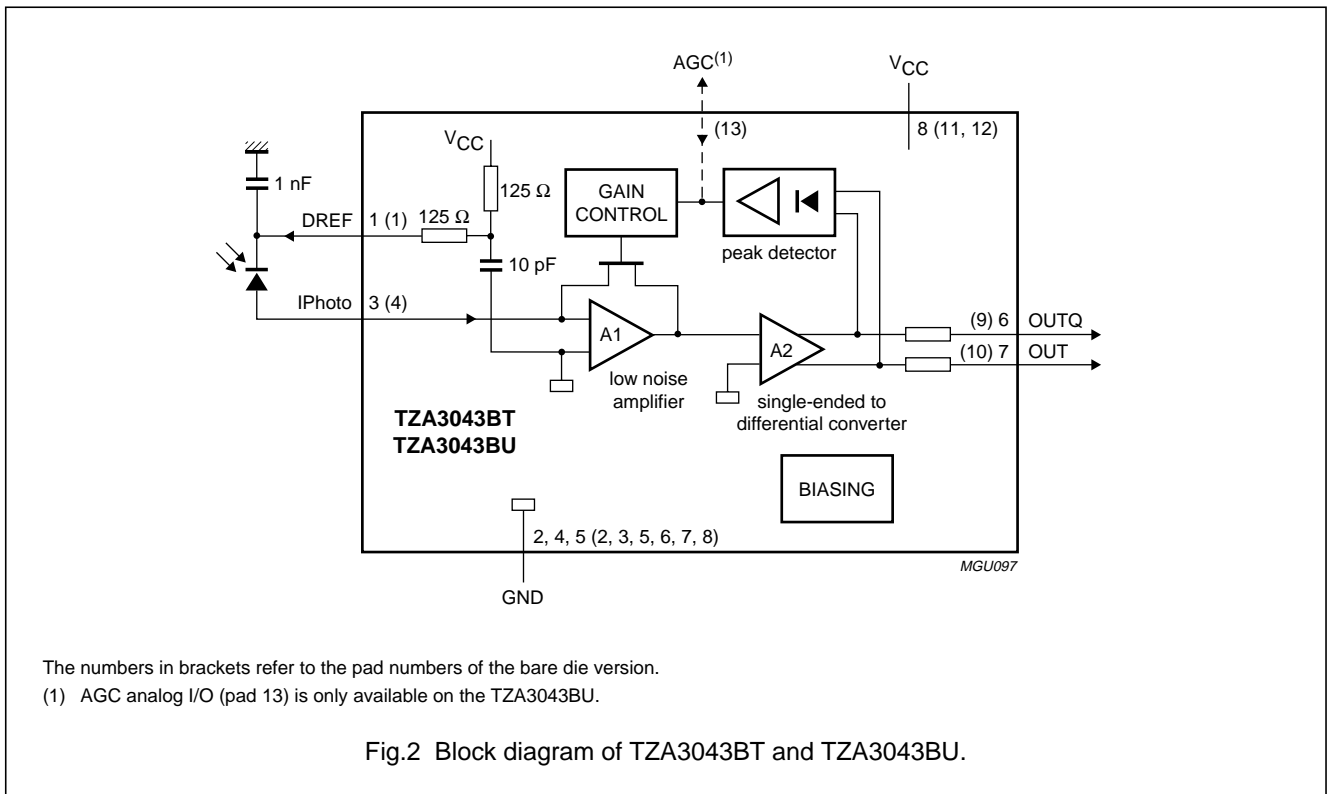 AGC(1)
VCC
(13)
8 (11, 12)
VCC
1 nF
125 Ω
GAIN
CONTROL
DREF
1 (1)
125 Ω
peak detector
10 pF
IPhoto
3 (4)
A1
A2
(9) 6
OUTQ
(10) 7
OUT
low noise
amplifier
single-ended to
differential converter
TZA3043BT
TZA3043BU
BIASING
2, 4, 5 (2, 3, 5, 6, 7, 8)
MGU097
GND
The numbers in brackets refer to the pad numbers of the bare die version.
(1) AGC analog I/O (pad 13) is only available on the TZA3043BU.
Fig.2 Block diagram of TZA3043BT and TZA3043BU.